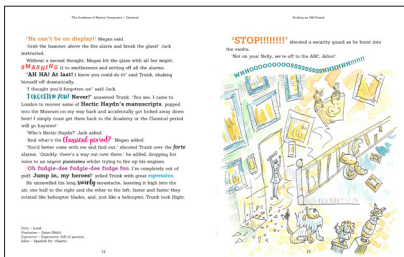 The Academy of Barmy Composers – Classical
'He can't be on display!' Megan said.
'Grab the hammer above the fire alarm and break the glass!' Jack
instructed.
Without a second thought, Megan hit the glass with all her might,
SMASHING it to smithereens and setting off all the alarms.
'AH HA! At last! I knew you could do it!' said Trunk, shaking
himself off dramatically.
'I thought you'd forgotten us!' said Jack.
'Forgotten you! Never!' answered Trunk. 'You see, I came to
London to recover some of Hectic Haydn's manuscripts, popped
into the Museum on my way back and accidentally got locked down
here! I simply must get them back to the Academy or the Classical period
will go haywire!'
'Who's Hectic Haydn?' Jack asked.
'And what's the Classical period?' Megan added.
'You'd better come with me and find out,' shouted Trunk over the forte
alarms. 'Quickly, there's a way out over there,' he added, dropping his
voice to an urgent pianissimo whilst trying to fire up his engines.
'Oh fudgie-dee fudgie-dee fudge foo, I'm completely out of
puff. Jump in, my heroes!' yelled Trunk with great espressivo.
He unravelled his long swirly moustache, loosening it high into the
air, one half to the right and the other to the left; faster and faster they
rotated like helicopter blades, and, just like a helicopter, Trunk took flight.
Forte – Loud.
Espressivo – Expressive, full of passion.
Adios – Spanish for 'cheerio'.
12
Finding an Old Friend
'STOP!!!!!!!!' shouted a security guard as he burst into
the vaults.
'Not on your Nelly, we're off to the ABC. Adios!'
13